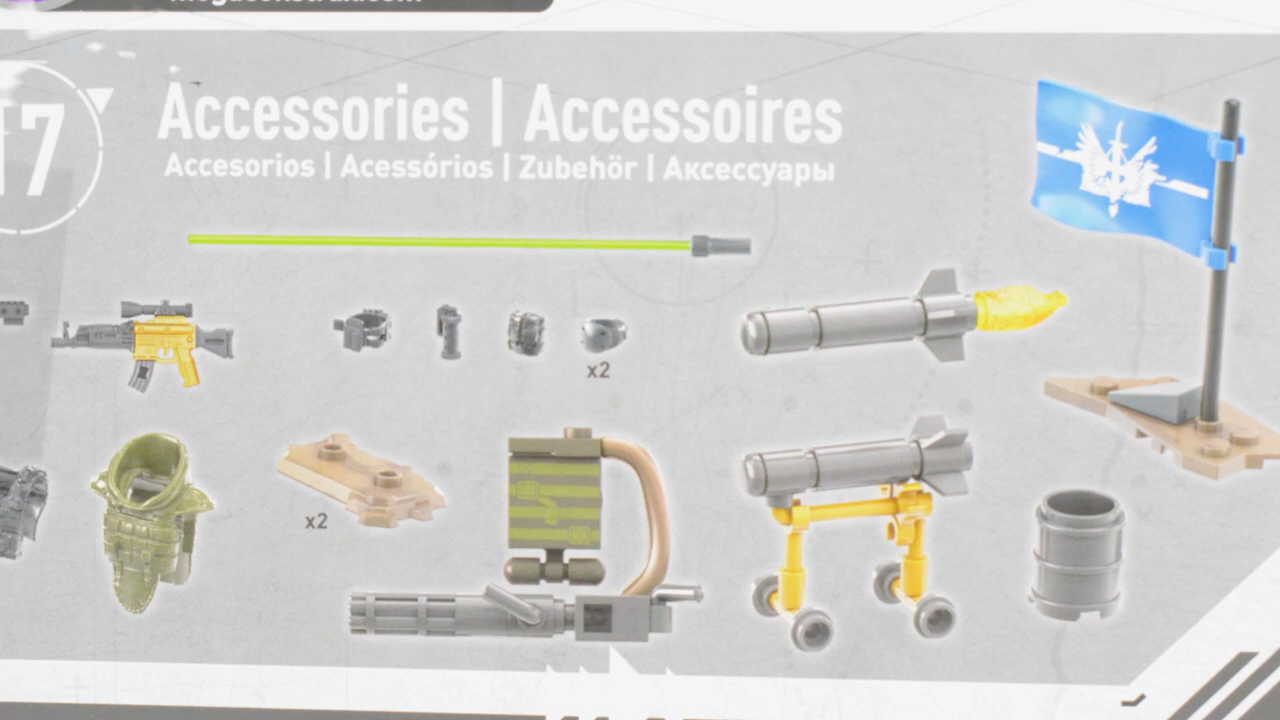 17
Accessories | Accessoires
Accesorios | Acessórios | Zubehör | Аксессуары
x2
x2